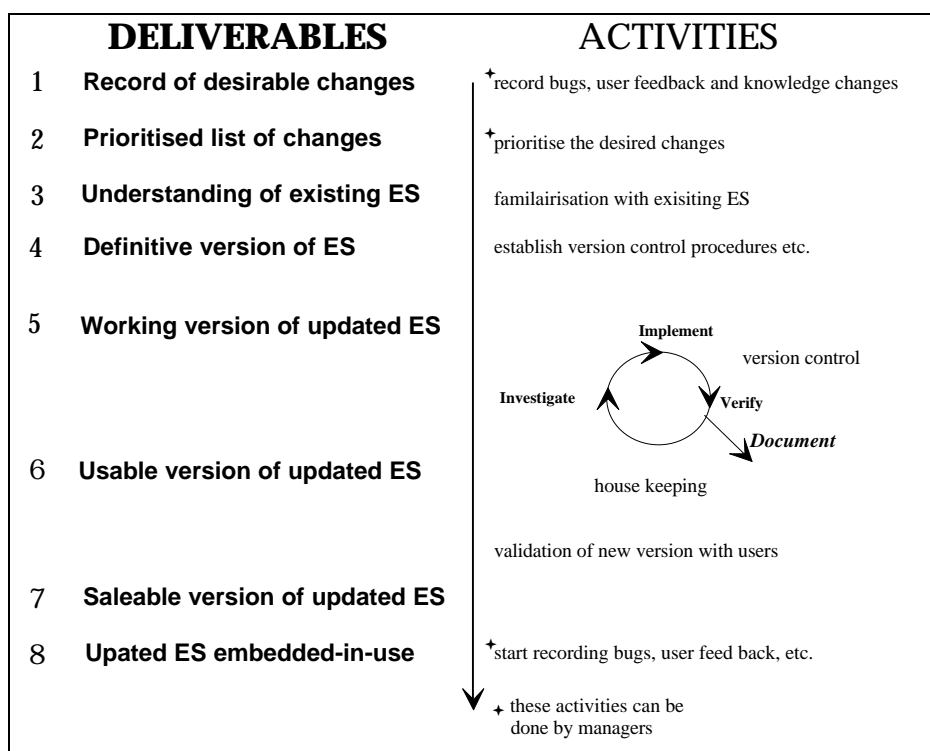 DELIVERABLES ACTIVITIES
1 Record of desirable changes record bugs, user feedback and knowledge changes
2 Prioritised list of changes prioritise the desired changes
3 Understanding of existing ES familairisation with exisiting ES
4 Definitive version of ES establish version control procedures etc.
5 Working version of updated ES
Implement
version control
Investigate
Verify
Document
6 Usable version of updated ES
house keeping
validation of new version with users
7 Saleable version of updated ES
8 Upated ES embedded-in-use start recording bugs, user feed back, etc.
these activities can be
done by managers